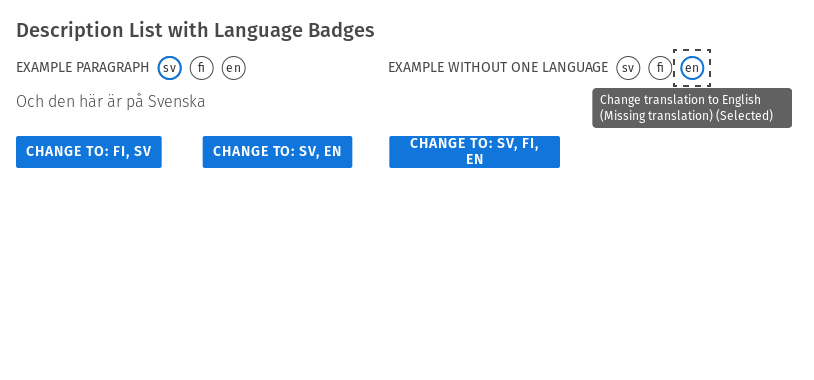 Description List with Language Badges
EXAMPLE PARAGRAPH sv fi en
EXAMPLE WITHOUT ONE LANGUAGE sv fi en
Och den här är på Svenska
Change translation to English
(Missing translation) (Selected)
CHANGE TO: FI, SV
CHANGE TO: SV, EN
CHANGE TO: SV, FI,
EN